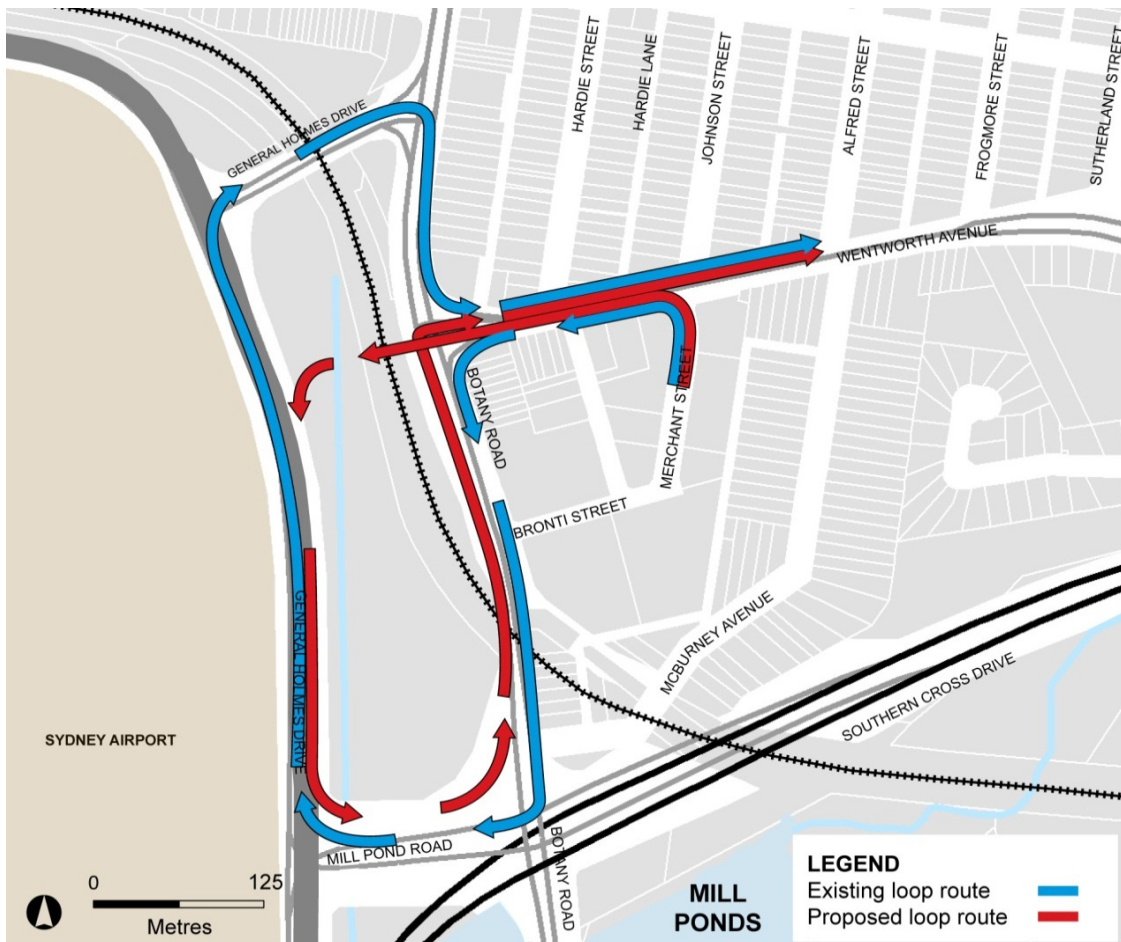 HARDIE STREET
HARDIE LANE
JOHNSON STREET
ALFRED STREET
FROGMORE STREET
SUTHERLAND STREET
GENERAL HOLMES DRIVE
WENTWORTH AVENUE
BOTANY ROAD
MERCHANT STREET
BRONTI STREET
MCBURNEY AVENUE
SOUTHERN CROSS DRIVE
GENERAL HOLMES DRIVE
SYDNEY AIRPORT
MILL POND ROAD
BOTANY ROAD
0 125
Metres
MILL
PONDS
LEGEND
Existing loop route
Proposed loop route